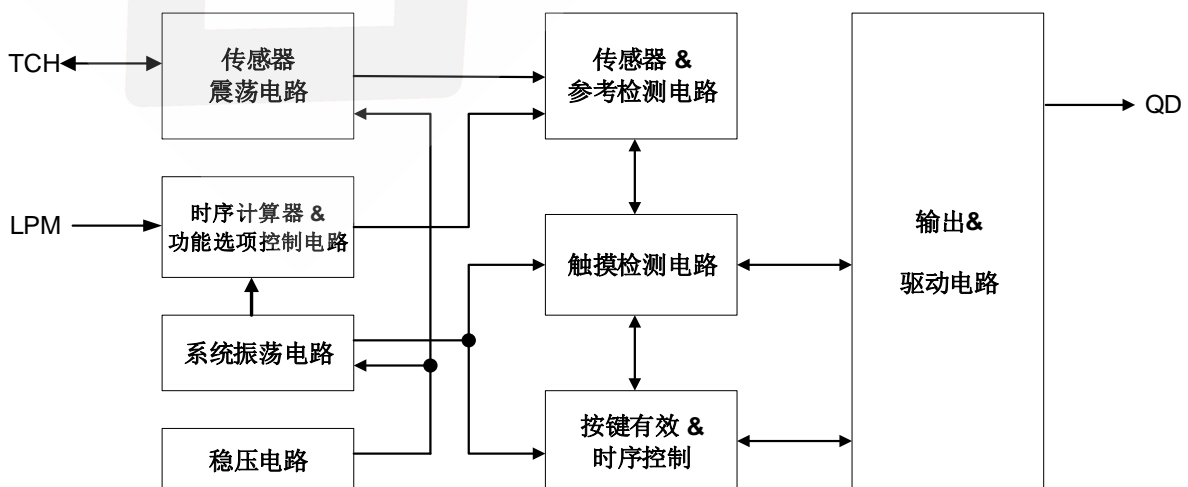 TCH
传感器
震荡电路
传感器 &
参考检测电路
QD
LPM
时序计算器 &
功能选项控制电路
触摸检测电路
输出&
驱动电路
系统振荡电路
稳压电路
按键有效 &
时序控制